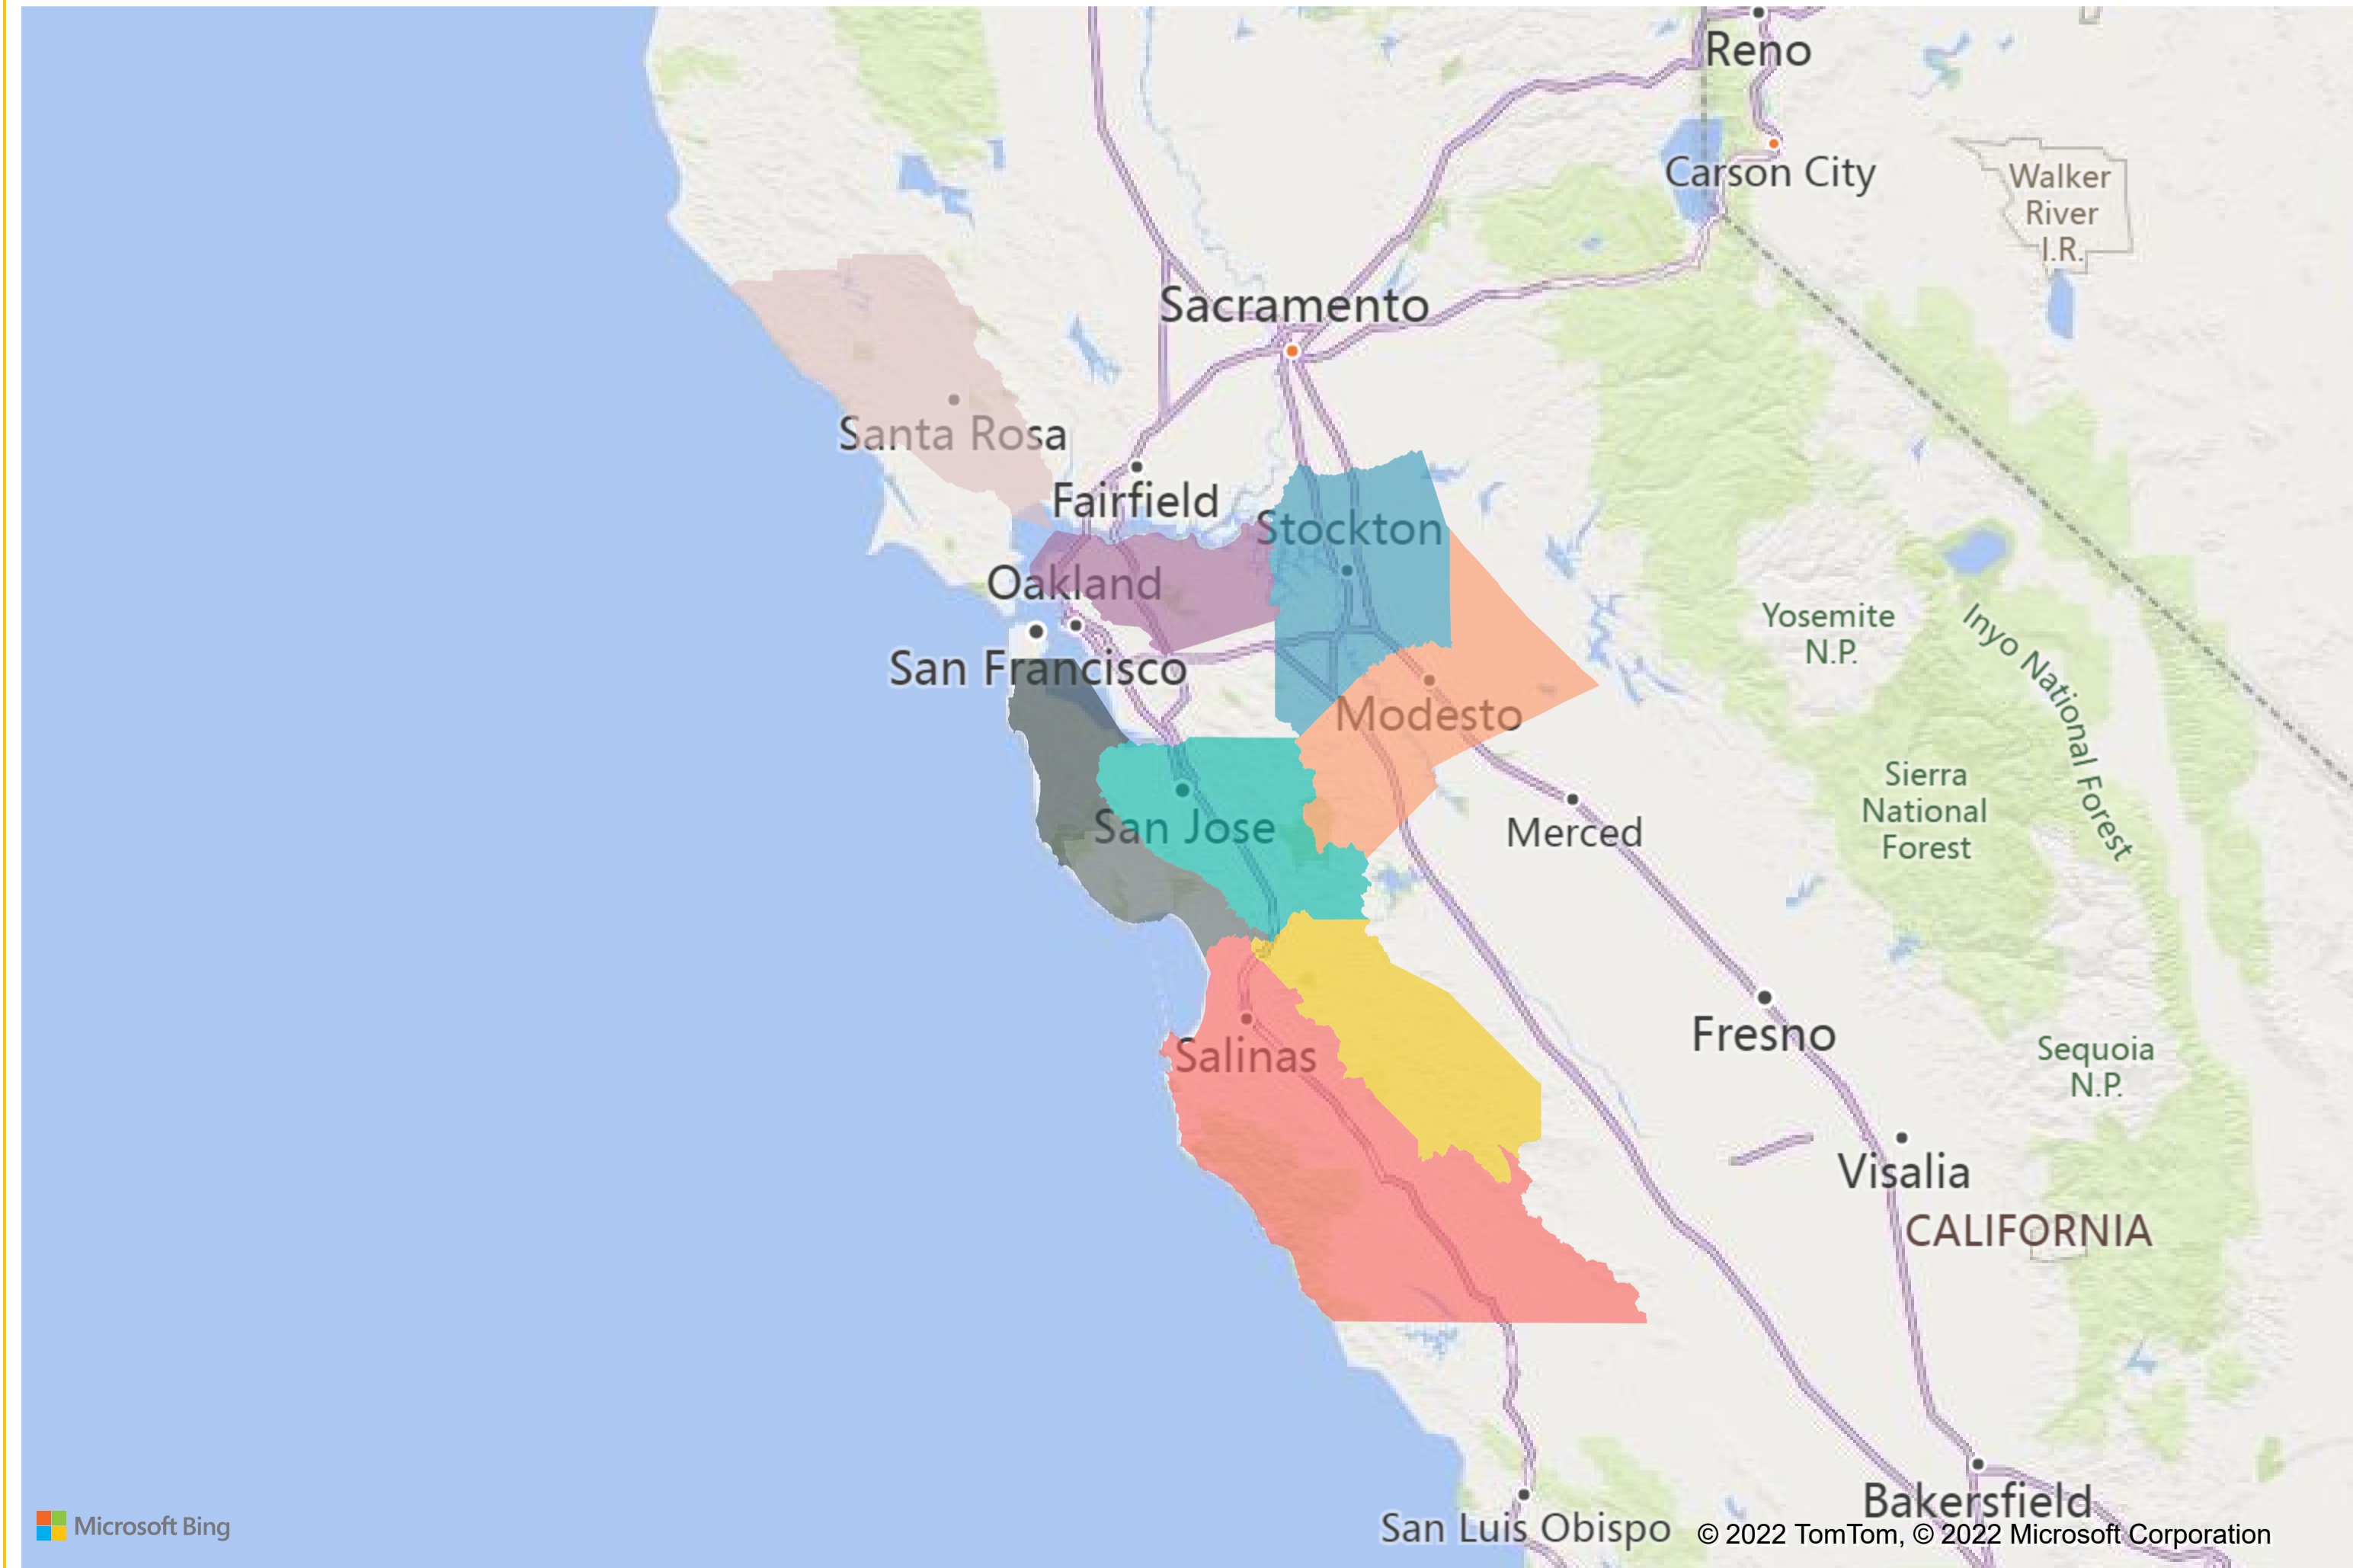 Reno
Carson City
Walker
River
I.R.
Sacramento
Santa Rosa
Fairfield
Stockton
Oakland
Yosemite
N.P.
Inyo National Forest
San Francisco
Modesto
Sierra
National
Forest
San Jose
Merced
Fresno
Salinas
Sequoia
N.P.
Visalia
CALIFORNIA
Bakersfield
San Luis Obispo
Microsoft Bing
© 2022 TomTom, © 2022 Microsoft Corporation